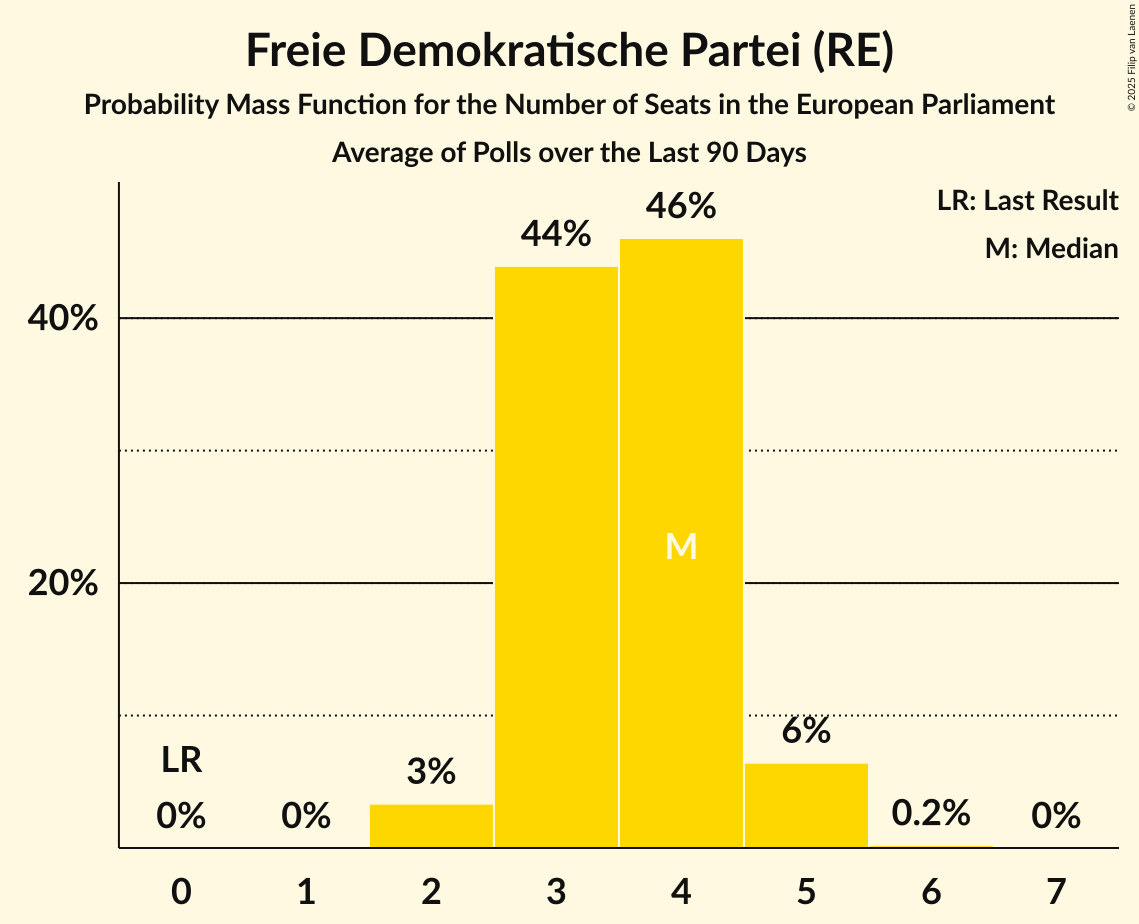 Freie Demokratische Partei (RE)
Probability Mass Function for the Number of Seats in the European Parliament
Average of Polls over the Last 90 Days
© 2025 Filip van Laenen
LR: Last Result
M: Median
46%
44%
40%
M
20%
6%
LR
3%
0% 0% 0.2% 0%
0 1 2 3 4 5 6 7